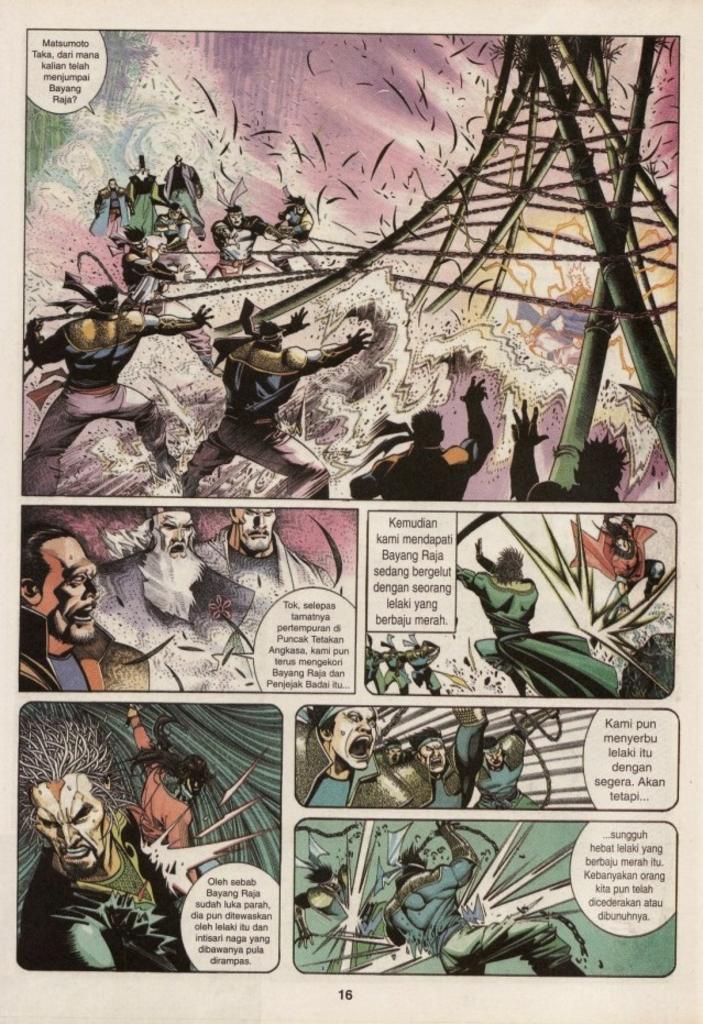 Matsumoto
Taka, dari mana
kalian telah
menjumpai
Bayang
Raja?
Tok, selepas
tamatnya
pertempuran di
Puncak Tetakan
Angkasa, kami pun
terus mengekori
Bayang Raja dan
Penjejak Badai itu...
Kemudian
kami mendapati
Bayang Raja
sedang bergelut
dengan seorang
lelaki yang
berbaju merah.
Oleh sebab
Bayang Raja
sudah luka parah,
dia pun ditewaskan
oleh lelaki itu dan
intisari naga yang
dibawanya pula
dirampas.
Kami pun
menyerbu
lelaki itu
dengan
segera. Akan
tetapi...
...sungguh
hebat lelaki yang
berbaju merah itu.
Kebanyakan orang
kita pun telah
dicederakan atau
dibunuhnya.
16